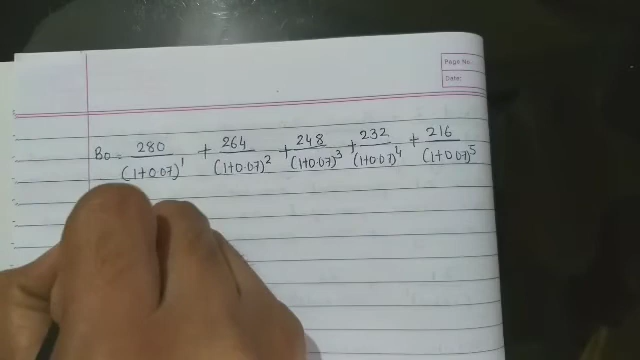 Page No.
Date:
B0 = 280/(1+0.07)^1 + 264/(1+0.07)^2 + 248/(1+0.07)^3 + 232/(1+0.07)^4 + 216/(1+0.07)^5